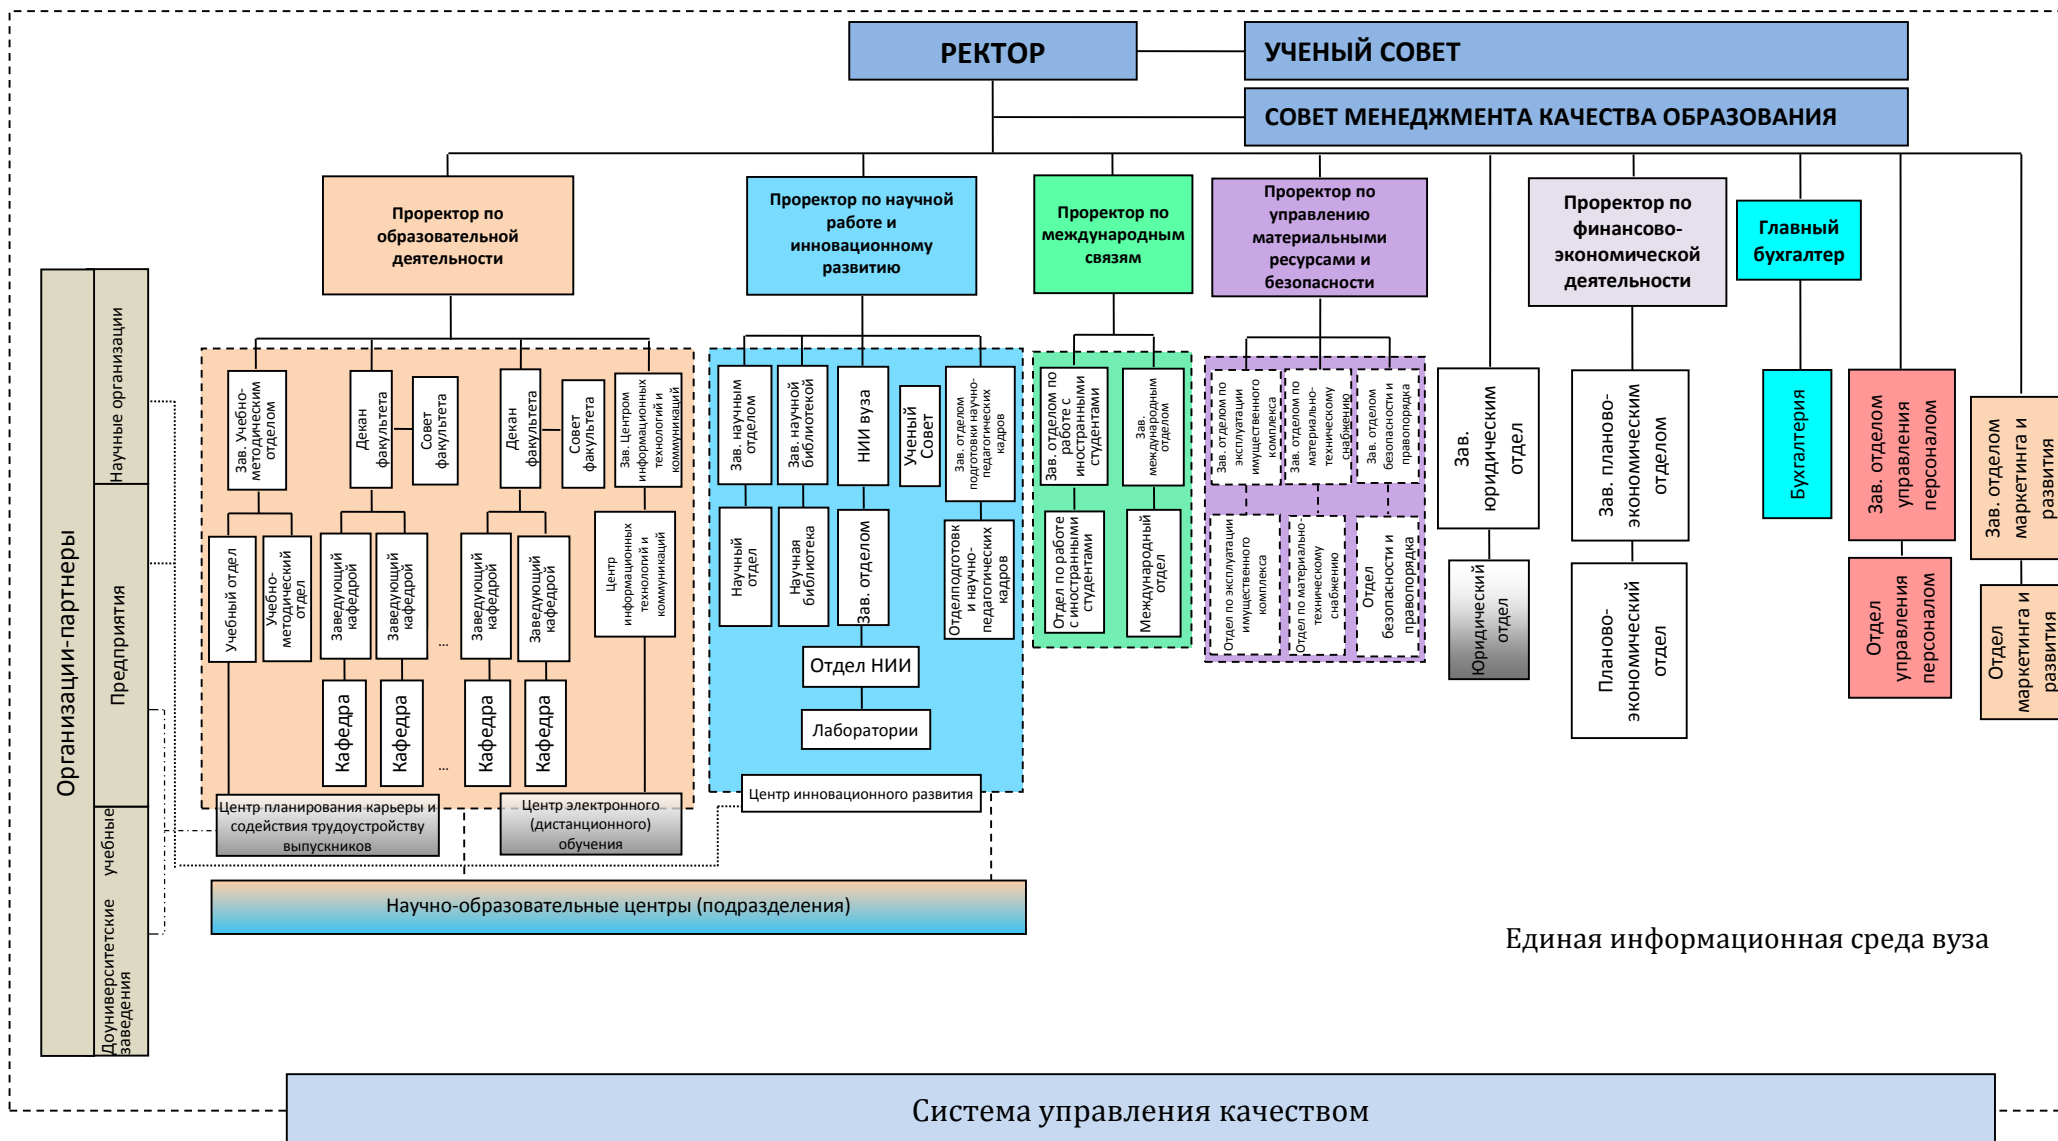 РЕКТОР
УЧЕНЫЙ СОВЕТ
СОВЕТ МЕНЕДЖМЕНТА КАЧЕСТВА ОБРАЗОВАНИЯ
Проректор по
образовательной
деятельности
Проректор по научной
работе и
инновационному
развитию
Проректор по
международным
связям
Проректор по
управлению
материальными
ресурсами и
безопасности
Проректор по
финансово-
экономической
деятельности
Главный
бухгалтер
Организации-партнеры
Научные организации
Предприятия
Доуниверситетские учебные
заведения
Зав. Учебно-
методическим
отделом
Декан
факультета
Совет
факультета
Декан
факультета
Совет
факультета
Зав. Центром
информационных
технологий и
коммуникаций
Учебный отдел
Учебно-
методический
отдел
Заведующий
кафедрой
Заведующий
кафедрой
...
Заведующий
кафедрой
Заведующий
кафедрой
Центр
информационных
технологий и
коммуникаций
Кафедра
Кафедра
...
Кафедра
Кафедра
Центр планирования карьеры и
содействия трудоустройству
выпускников
Центр электронного
(дистанционного)
обучения
Зав. научным
отделом
Зав. научной
библиотекой
НИИ вуза
Ученый
Совет
Зав. отделом
подготовки научно-
педагогических
кадров
Научный
отдел
Научная
библиотека
Зав. отделом
Отделподготовк
и научно-
педагогических
кадров
Отдел НИИ
Лаборатории
Центр инновационного развития
Зав. отделом по
работе с
иностранными
студентами
Зав.
международным
отделом
Отдел по работе
с иностранными
студентами
Международный
отдел
Зав. отделом по
эксплуатации
имущественного
комплекса
Зав. отделом по
материально-
техническому
снабжению
Зав. отделом
безопасности и
правопорядка
Отдел по эксплуатации
имущественного
комплекса
Отдел по материально-
техническому
снабжению
Отдел
безопасности и
правопорядка
Зав.
юридическим
отдел
Юридический
отдел
Зав. планово-
экономическим
отделом
Планово-
экономический
отдел
Бухгалтерия
Зав. отделом
управления
персоналом
Отдел
управления
персоналом
Зав. отделом
маркетинга и
развития
Отдел
маркетинга и
развития
Научно-образовательные центры (подразделения)
Единая информационная среда вуза
Система управления качеством